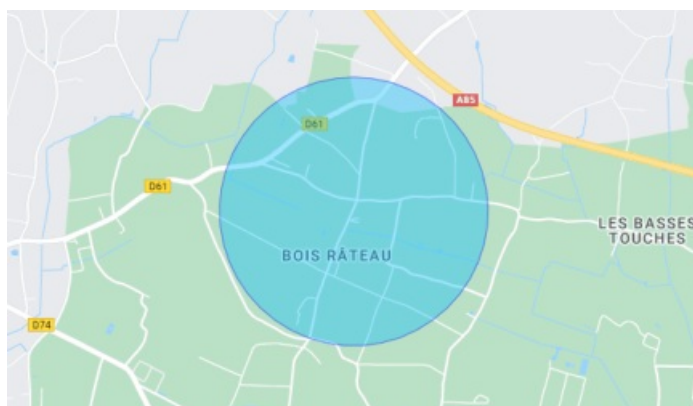 A85
D61
D61
LES BASSES
TOUCHES
BOIS RÂTEAU
D74